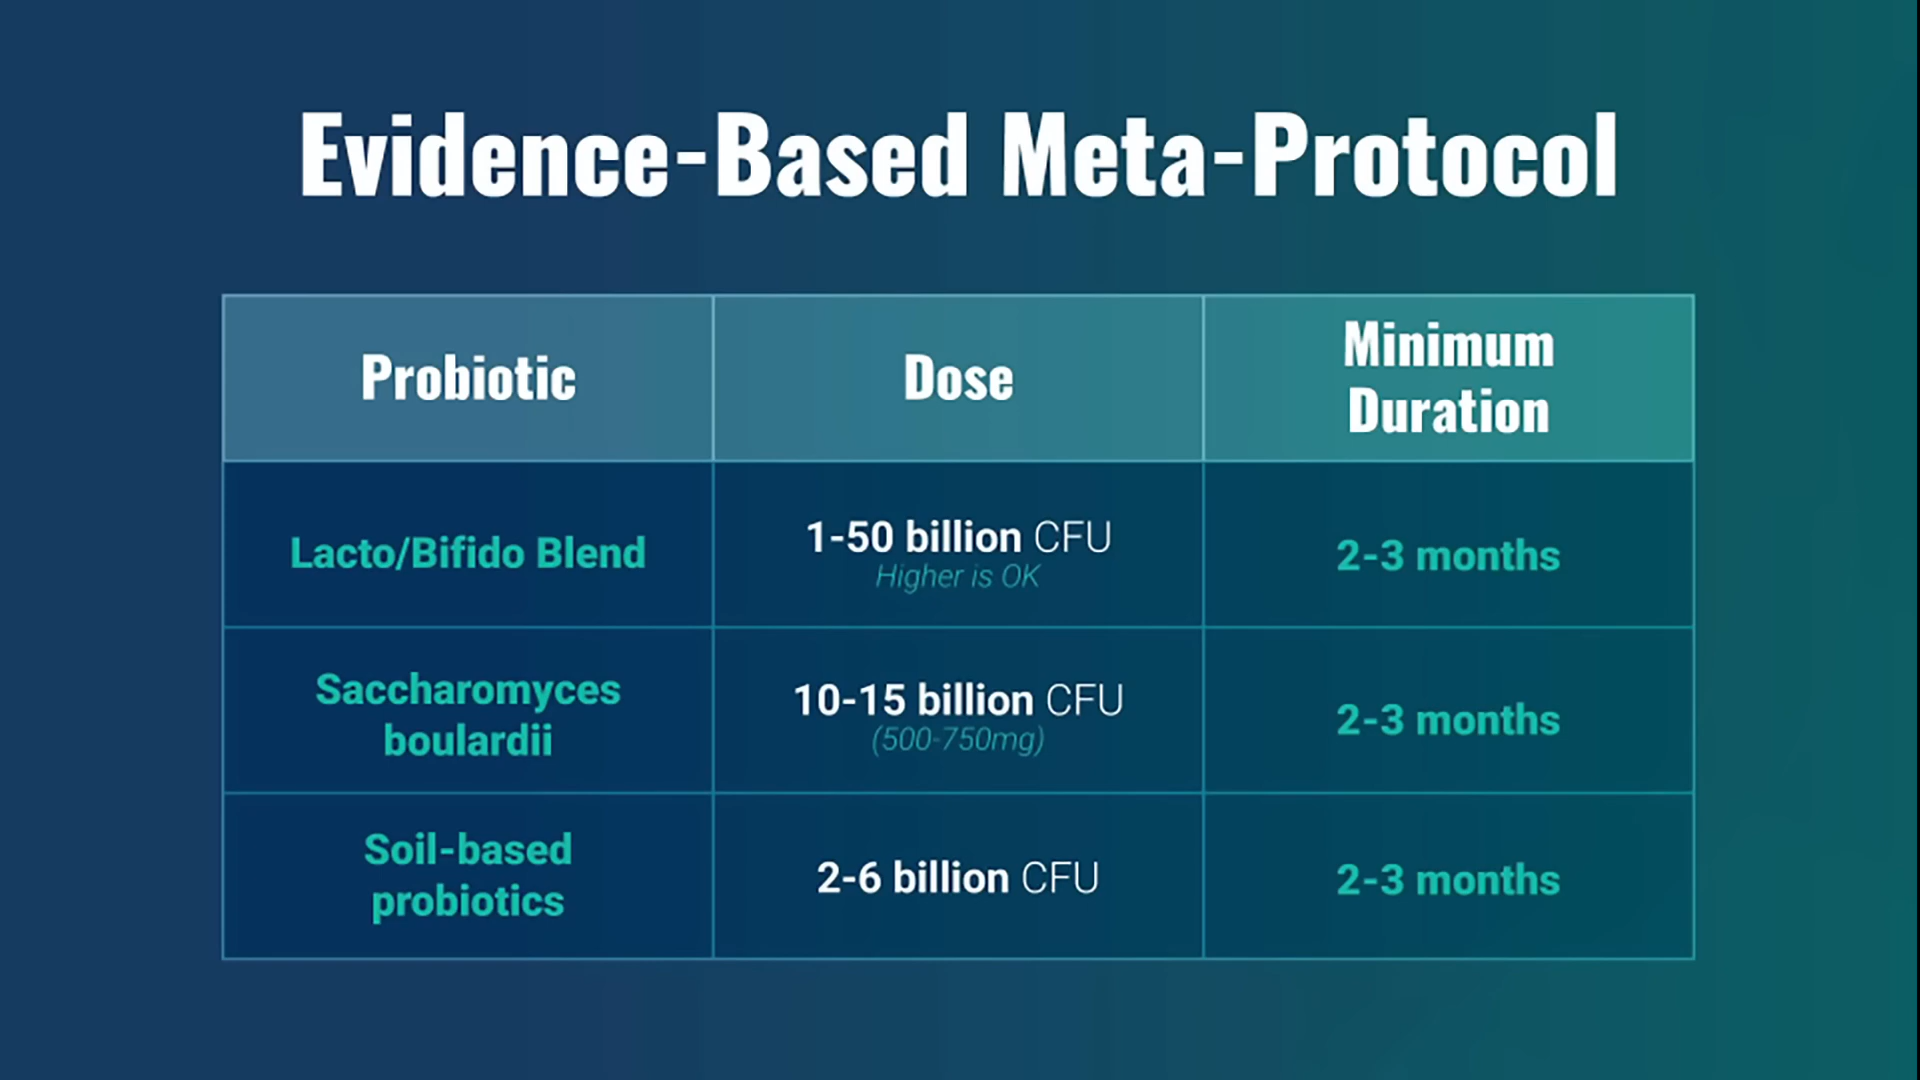 Evidence-Based Meta-Protocol
Probiotic
Dose
Minimum
Duration
Lacto/Bifido Blend
1-50 billion CFU
Higher is OK
2-3 months
Saccharomyces
boulardii
10-15 billion CFU
(500-750mg)
2-3 months
Soil-based
probiotics
2-6 billion CFU
2-3 months